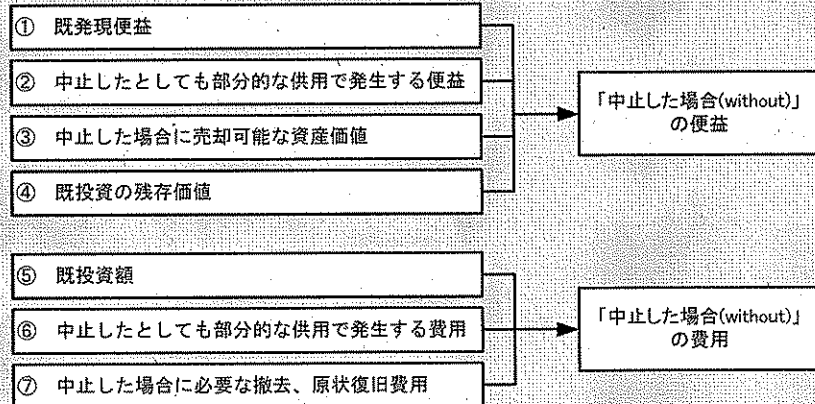 ① 既発現便益
② 中止したとしても部分的な供用で発生する便益
③ 中止した場合に売却可能な資産価値
④ 既投資の残存価値
「中止した場合(without)」
の便益
⑤ 既投資額
⑥ 中止したとしても部分的な供用で発生する費用
⑦ 中止した場合に必要な撤去、原状復旧費用
「中止した場合(without)」
の費用